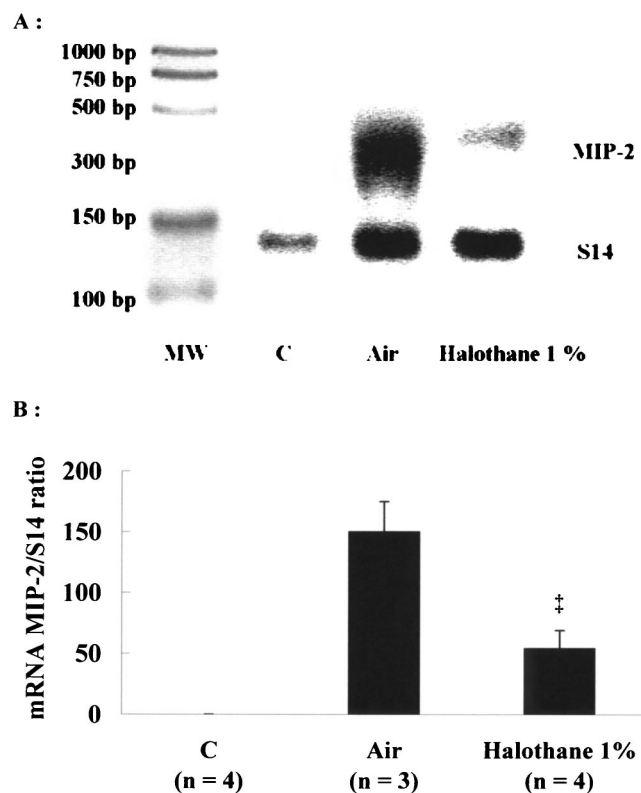 A :
1000 bp
750 bp
500 bp
300 bp
150 bp
100 bp
MIP-2
S14
MW C Air Halothane 1 %
B :
mRNA MIP-2/S14 ratio
200
150
100
50
0
‡
C Air Halothane 1%
(n = 4) (n = 3) (n = 4)